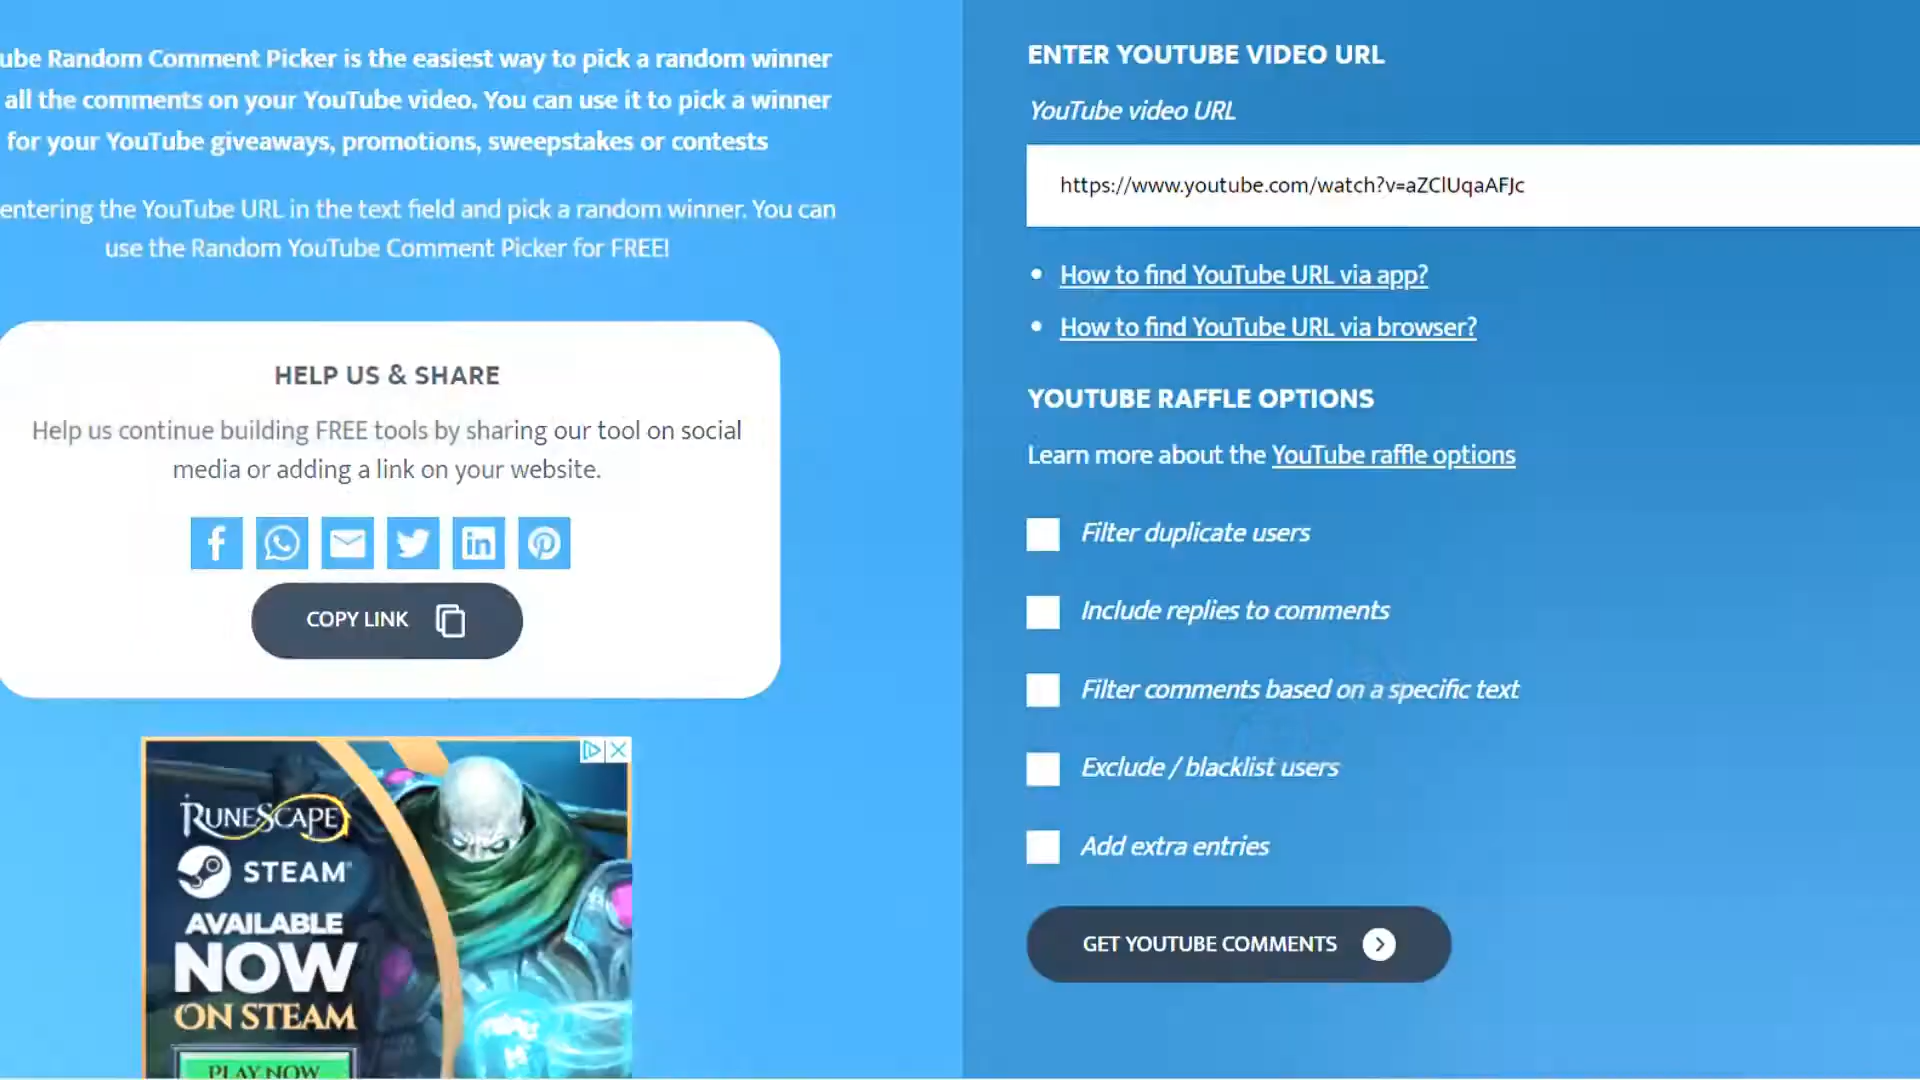 ube Random Comment Picker is the easiest way to pick a random winner
all the comments on your YouTube video. You can use it to pick a winner
for your YouTube giveaways, promotions, sweepstakes or contests
entering the YouTube URL in the text field and pick a random winner. You can
use the Random YouTube Comment Picker for FREE!
HELP US & SHARE
Help us continue building FREE tools by sharing our tool on social
media or adding a link on your website.
COPY LINK
RUNESCAPE
STEAM
AVAILABLE
NOW
ON STEAM
PLAY NOW
ENTER YOUTUBE VIDEO URL
YouTube video URL
https://www.youtube.com/watch?v=aZClUqaAFJc
How to find YouTube URL via app?
How to find YouTube URL via browser?
YOUTUBE RAFFLE OPTIONS
Learn more about the YouTube raffle options
Filter duplicate users
Include replies to comments
Filter comments based on a specific text
Exclude / blacklist users
Add extra entries
GET YOUTUBE COMMENTS